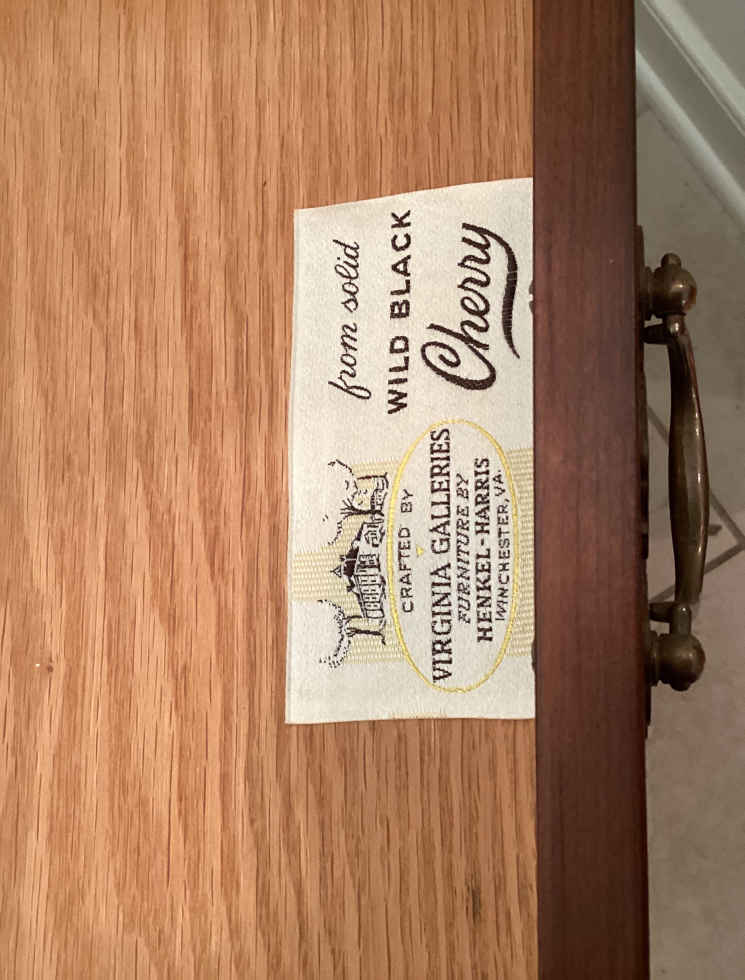 CRAFTED BY
VIRGINIA GALLERIES
FURNITURE BY
HENKEL-HARRIS
WINCHESTER, VA.
from solid
WILD BLACK
Cherry